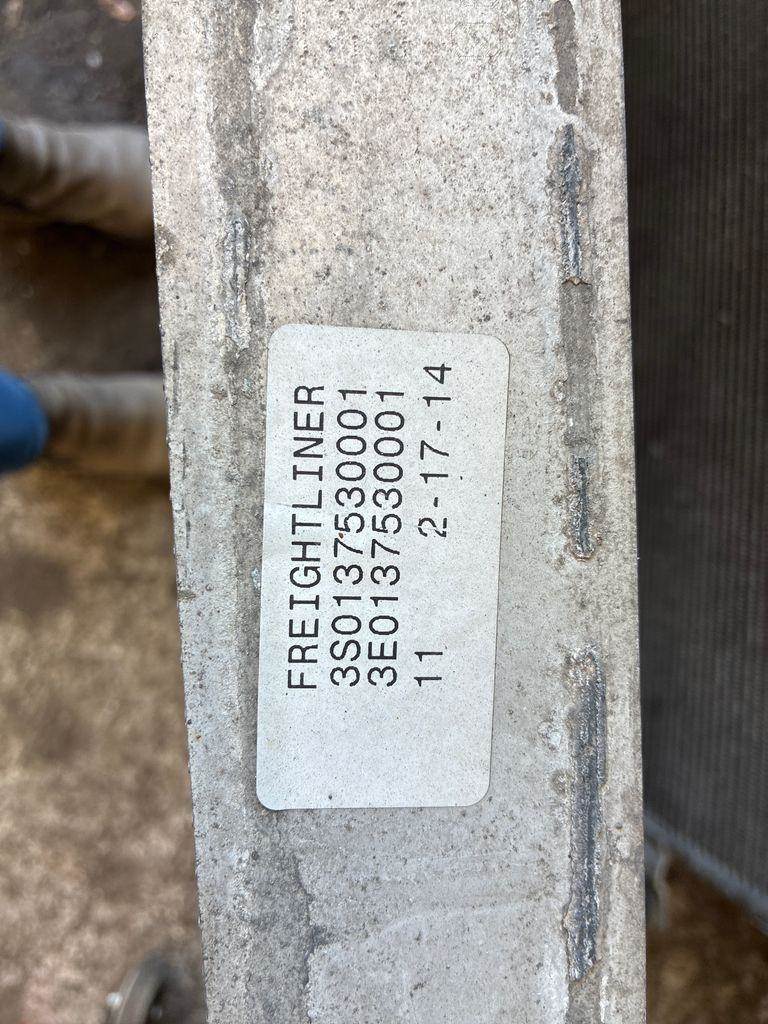 FREIGHTLINER
3S0137530001
3E0137530001
11 2-17-14